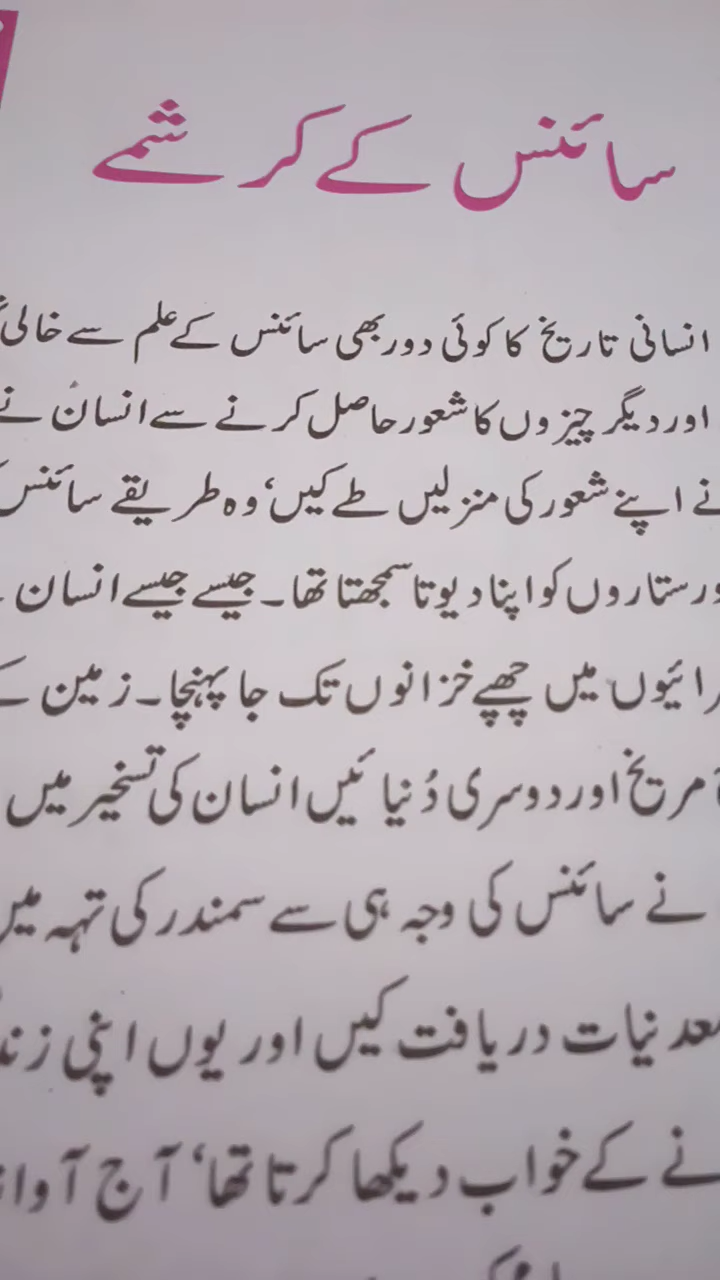 سائنس کے کرشمے
انسانی تاریخ کا کوئی دور بھی سائنس کے علم سے خالی
اور دیگر چیزوں کا شعور حاصل کرنے سے انسان نے
نے اپنے شعور کی منزلیں طے کیں، وہ طریقے سائنس
ستاروں کو اپنا دیوتا سمجھتا تھا۔ جیسے جیسے انسان
میں چھپے خزانوں تک جا پہنچا۔ زمین کے
مریخ اور دوسری دُنیائیں انسان کی تسخیر میں
نے سائنس کی وجہ ہی سے سمندر کی تہہ میں
دریافت کیں اور یوں اپنی
نے کے خواب دیکھا کرتا تھا، آج